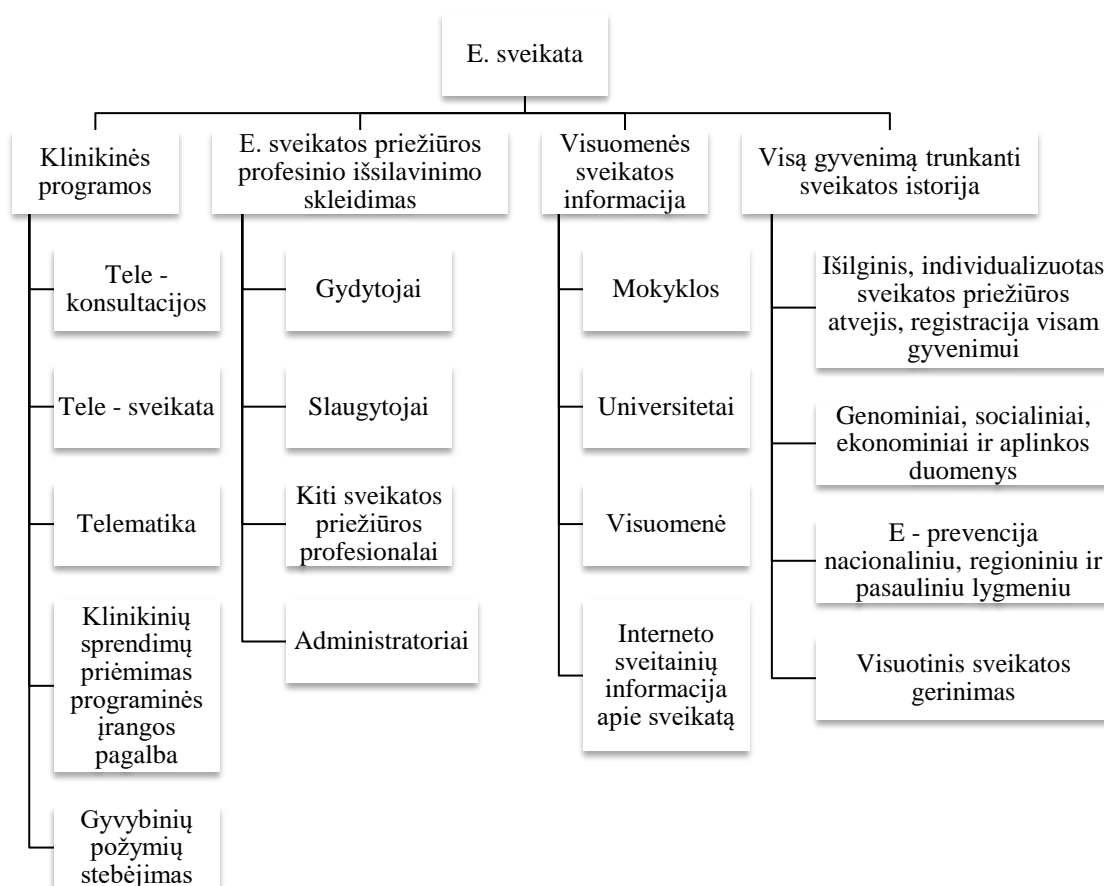 E. sveikata
Klinikinės
programos
Tele -
konsultacijos
Tele - sveikata
Telematika
Klinikinių
sprendimų
priėmimas
programinės
įrangos
pagalba
Gyvybinių
požymių
stebėjimas
E. sveikatos priežiūros
profesinio išsilavinimo
skleidimas
Gydytojai
Slaugytojai
Kiti sveikatos
priežiūros
profesionalai
Administratoriai
Visuomenės
sveikatos
informacija
Mokyklos
Universitetai
Visuomenė
Interneto
sveitainių
informacija
apie sveikatą
Visą gyvenimą trunkanti
sveikatos istorija
Išilginis, individualizuotas
sveikatos priežiūros
atvejis, registracija visam
gyvenimui
Genominiai, socialiniai,
ekonominiai ir aplinkos
duomenys
E - prevencija
nacionaliniu, regioniniu ir
pasauliniu lygmeniu
Visuotinis sveikatos
gerinimas